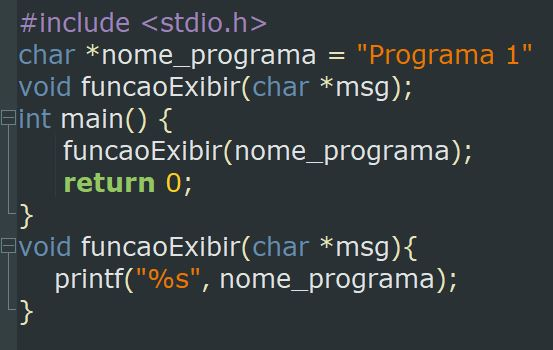 #include <stdio.h>
char *nome_programa = "Programa 1"
void funcaoExibir(char *msg);
int main() {
funcaoExibir(nome_programa);
return 0;
}
void funcaoExibir(char *msg){
printf("%s", nome_programa);
}